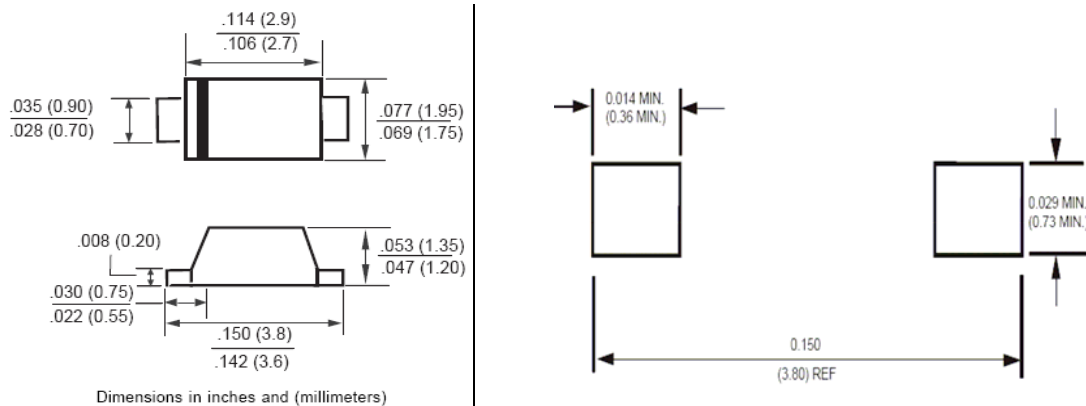 .114 (2.9)
.106 (2.7)
.035 (0.90)
.028 (0.70)
.077 (1.95)
.069 (1.75)
.008 (0.20)
.053 (1.35)
.047 (1.20)
.030 (0.75)
.022 (0.55)
.150 (3.8)
.142 (3.6)
Dimensions in inches and (millimeters)
0.014 MIN.
(0.36 MIN.)
0.029 MIN.
(0.73 MIN.)
0.150
(3.80) REF